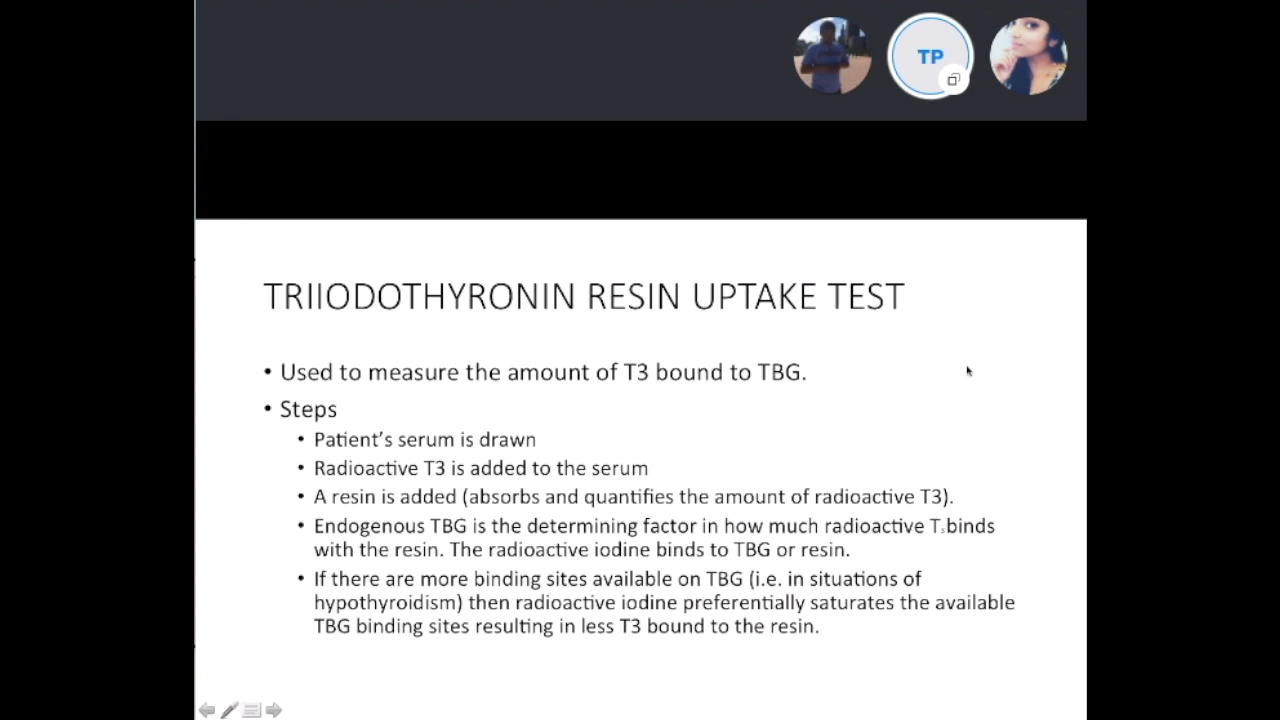 TP
TRIIODOTHYRONIN RESIN UPTAKE TEST
• Used to measure the amount of T3 bound to TBG.
• Steps
• Patient's serum is drawn
• Radioactive T3 is added to the serum
• A resin is added (absorbs and quantifies the amount of radioactive T3).
• Endogenous TBG is the determining factor in how much radioactive T₃binds
with the resin. The radioactive iodine binds to TBG or resin.
• If there are more binding sites available on TBG (i.e. in situations of
hypothyroidism) then radioactive iodine preferentially saturates the available
TBG binding sites resulting in less T3 bound to the resin.